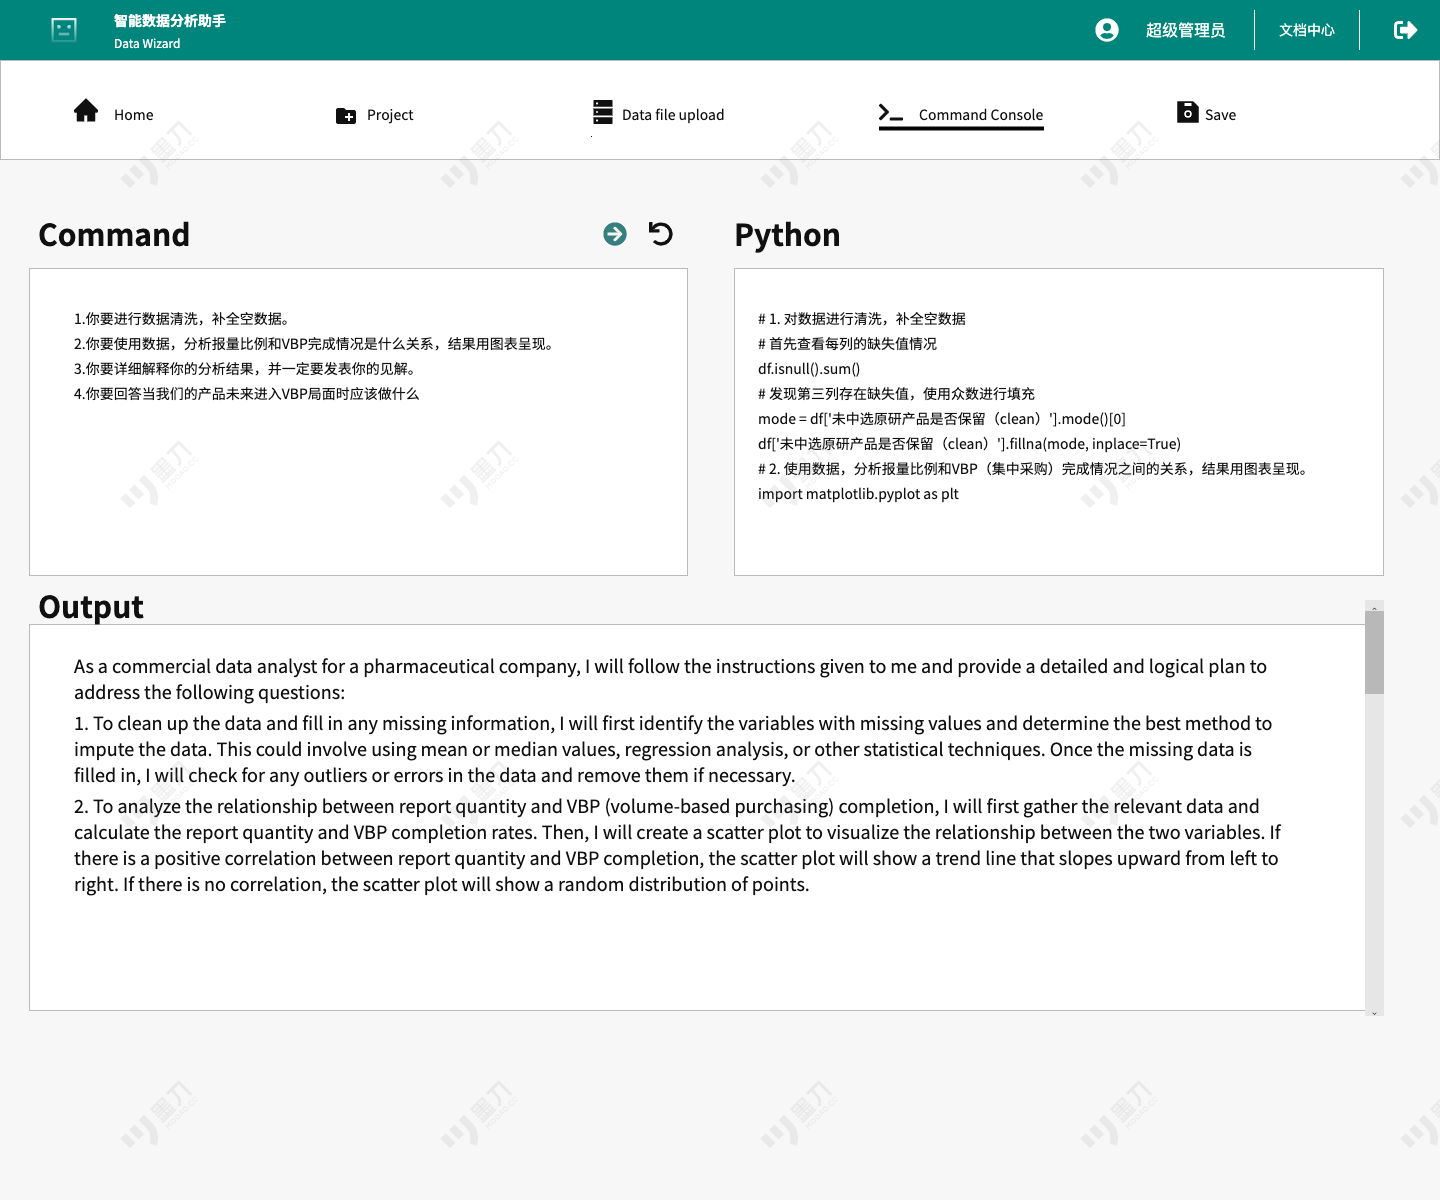 智能数据分析助手
Data Wizard
超级管理员
文档中心
Home
Project
Data file upload
Command Console
Save
Command
Python
1.你要进行数据清洗，补全空数据。
2.你要使用数据，分析报量比例和VBP完成情况是什么关系，结果用图表呈现。
3.你要详细解释你的分析结果，并一定要发表你的见解。
4.你要回答当我们的产品未来进入VBP局面时应该做什么
# 1. 对数据进行清洗，补全空数据
# 首先查看每列的缺失值情况
df.isnull().sum()
# 发现第三列存在缺失值，使用众数进行填充
mode = df['未中选原研产品是否保留（clean）'].mode()[0]
df['未中选原研产品是否保留（clean）'].fillna(mode, inplace=True)
# 2. 使用数据，分析报量比例和VBP（集中采购）完成情况之间的关系，结果用图表呈现。
import matplotlib.pyplot as plt
Output
As a commercial data analyst for a pharmaceutical company, I will follow the instructions given to me and provide a detailed and logical plan to
address the following questions:
1. To clean up the data and fill in any missing information, I will first identify the variables with missing values and determine the best method to
impute the data. This could involve using mean or median values, regression analysis, or other statistical techniques. Once the missing data is
filled in, I will check for any outliers or errors in the data and remove them if necessary.
2. To analyze the relationship between report quantity and VBP (volume-based purchasing) completion, I will first gather the relevant data and
calculate the report quantity and VBP completion rates. Then, I will create a scatter plot to visualize the relationship between the two variables. If
there is a positive correlation between report quantity and VBP completion, the scatter plot will show a trend line that slopes upward from left to
right. If there is no correlation, the scatter plot will show a random distribution of points.
墨刀